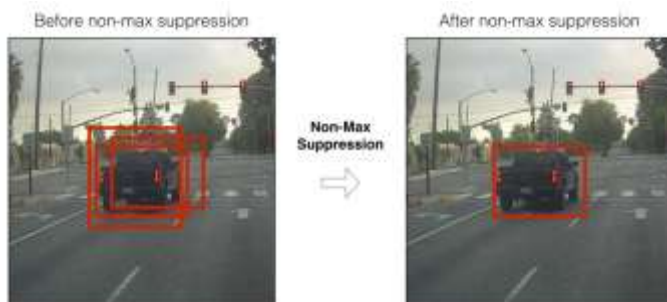 Before non-max suppression
After non-max suppression
Non-Max
Suppression